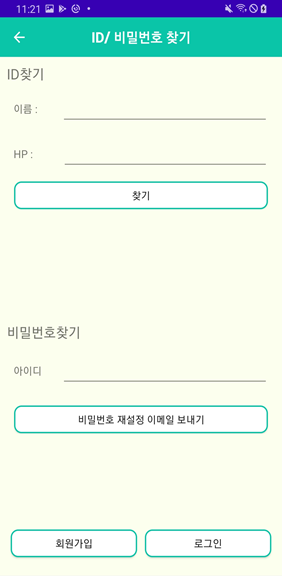 11:21
ID/ 비밀번호 찾기
ID찾기
이름 :
HP :
찾기
비밀번호찾기
아이디
비밀번호 재설정 이메일 보내기
회원가입
로그인